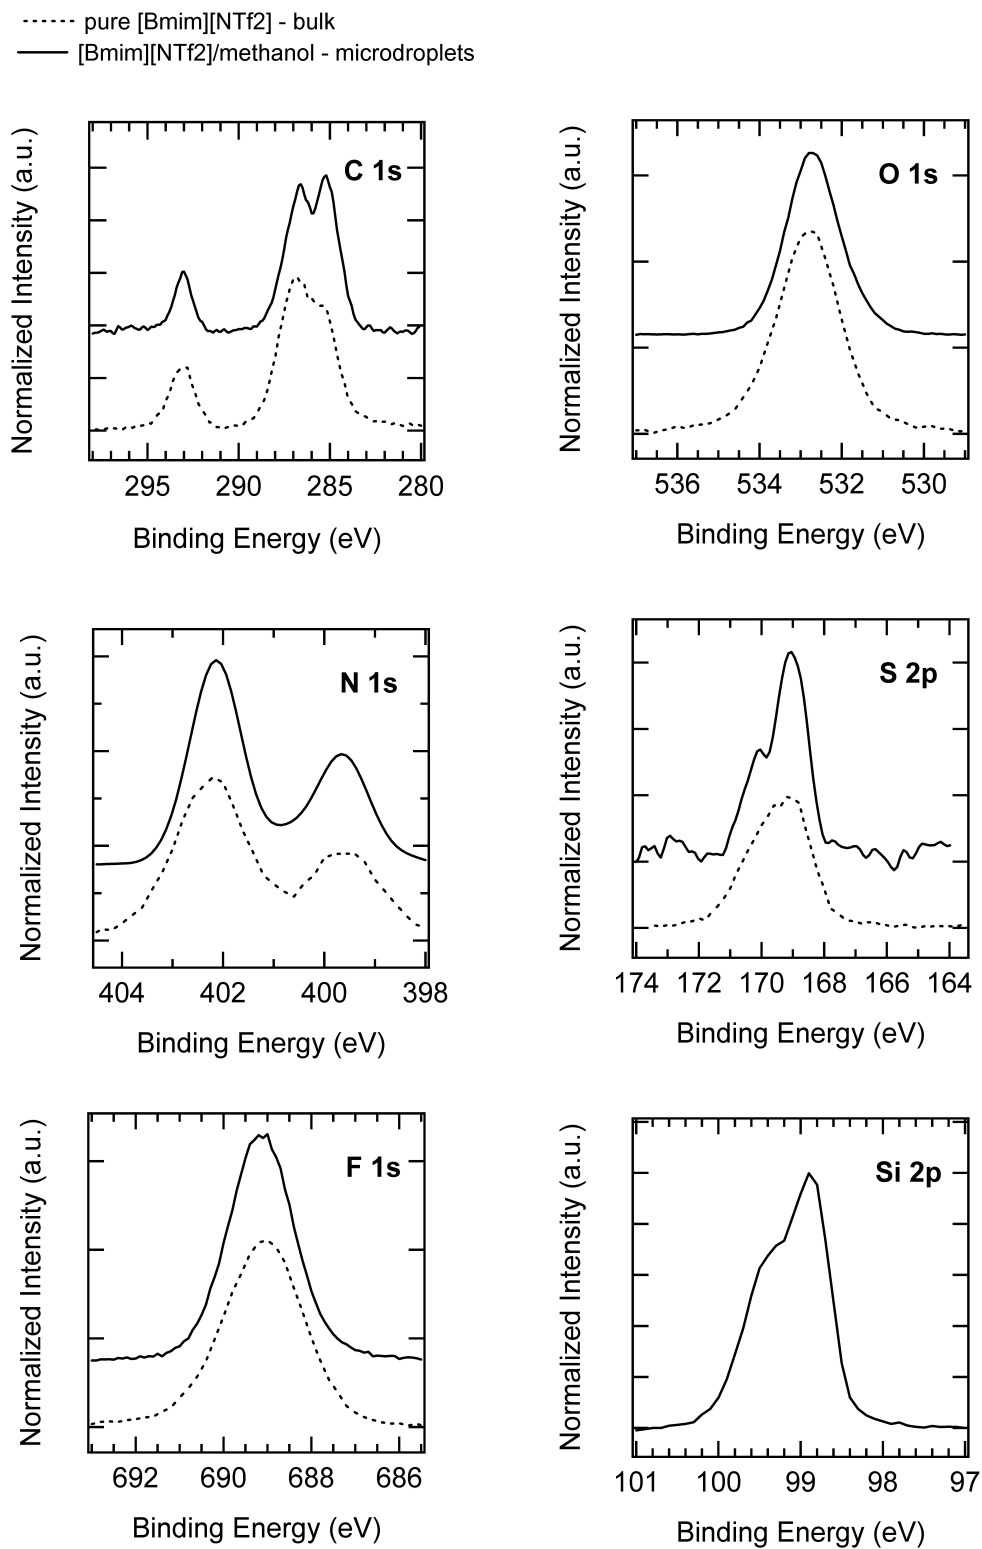 pure [Bmim][NTf2] - bulk
[Bmim][NTf2]/methanol - microdroplets
Normalized Intensity (a.u.)
C 1s
295 290 285 280
Binding Energy (eV)
Normalized Intensity (a.u.)
O 1s
536 534 532 530
Binding Energy (eV)
Normalized Intensity (a.u.)
N 1s
404 402 400 398
Binding Energy (eV)
Normalized Intensity (a.u.)
S 2p
174 172 170 168 166 164
Binding Energy (eV)
Normalized Intensity (a.u.)
F 1s
692 690 688 686
Binding Energy (eV)
Normalized Intensity (a.u.)
Si 2p
101 100 99 98 97
Binding Energy (eV)